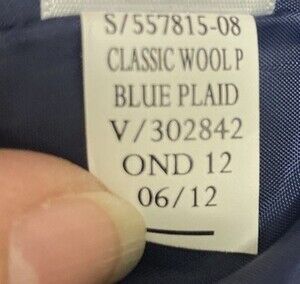 S/557815-08
CLASSIC WOOL P
BLUE PLAID
V/302842
OND 12
06/12